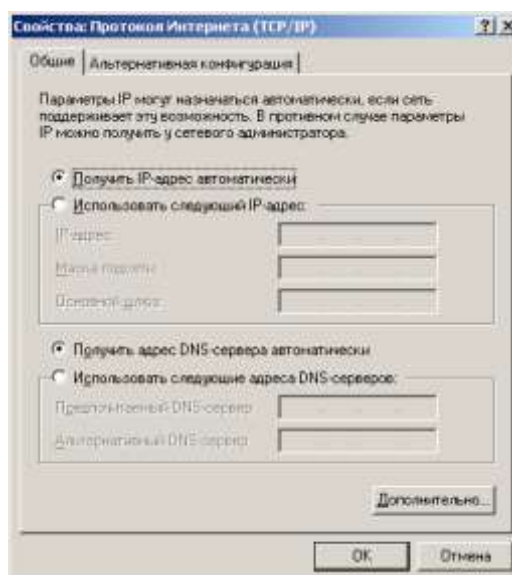 Свойства: Протокол Интернета (TCP/IP)
Общие
Альтернативная конфигурация
Параметры IP могут назначаться автоматически, если сеть
поддерживает эту возможность. В противном случае параметры
IP можно получить у сетевого администратора.
Получить IP-адрес автоматически
Использовать следующий IP-адрес:
IP-адрес:
Маска подсети:
Основной шлюз:
Получить адрес DNS-сервера автоматически
Использовать следующие адреса DNS-серверов:
Предпочитаемый DNS-сервер:
Альтернативный DNS-сервер:
Дополнительно...
OK
Отмена